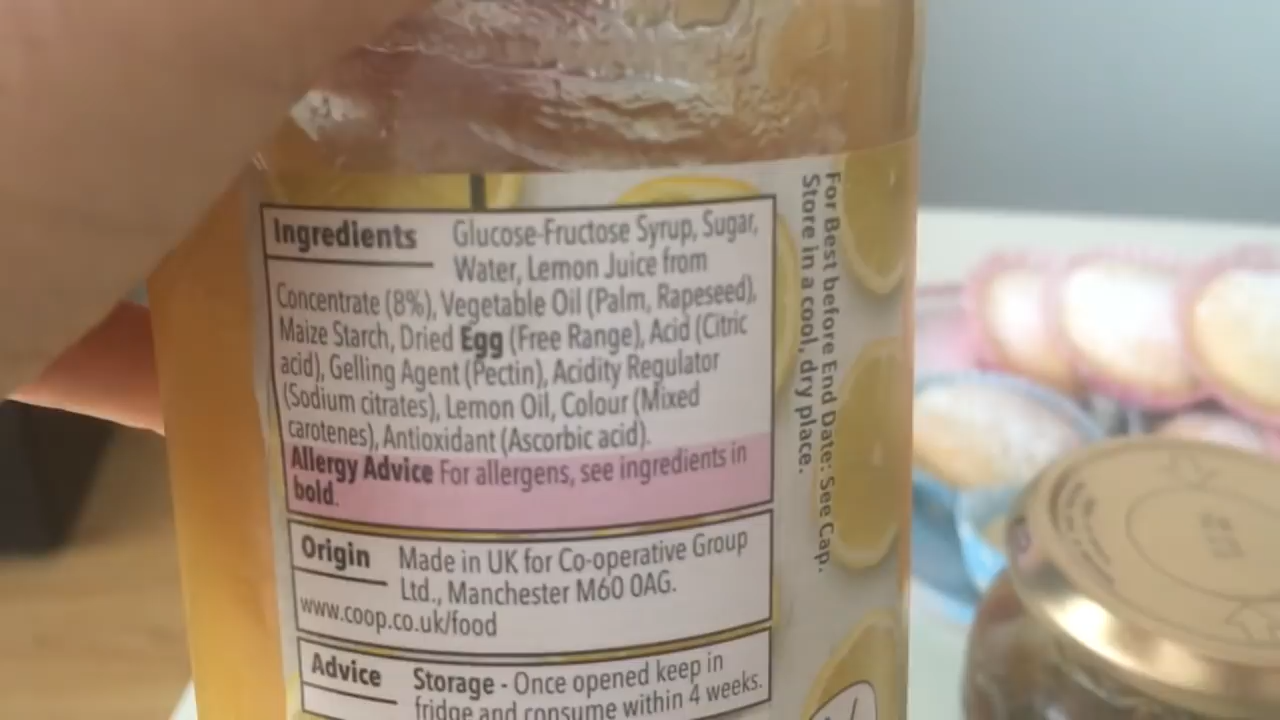 Ingredients Glucose-Fructose Syrup, Sugar,
Water, Lemon Juice from
Concentrate (8%), Vegetable Oil (Palm, Rapeseed),
Maize Starch, Dried Egg (Free Range), Acid (Citric
acid), Gelling Agent (Pectin), Acidity Regulator
(Sodium citrates), Lemon Oil, Colour (Mixed
carotenes), Antioxidant (Ascorbic acid).
Allergy Advice For allergens, see ingredients in
bold.
Origin Made in UK for Co-operative Group
Ltd., Manchester M60 0AG.
www.coop.co.uk/food
Advice Storage - Once opened keep in
fridge and consume within 4 weeks.
For Best before End Date: See Cap.
Store in a cool, dry place.